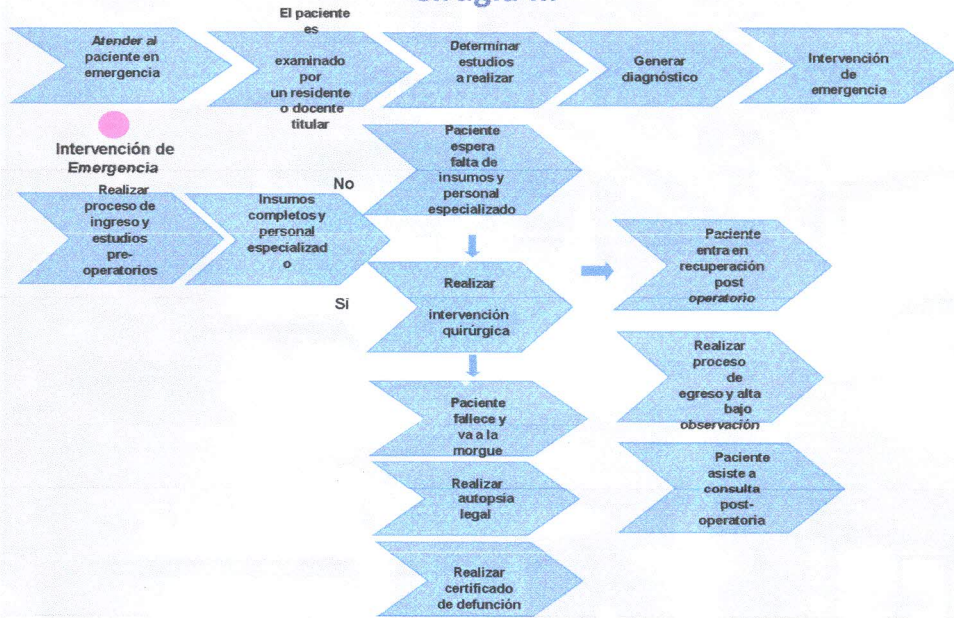 Atender al
paciente en
emergencia
El paciente
es
examinado
por
un residente
o docente
titular
Determinar
estudios
a realizar
Generar
diagnóstico
Intervención
de
emergencia
Intervención de
Emergencia
Realizar
proceso de
ingreso y
estudios
pre-
operatorios
Insumos
completos y
personal
especializad
o
No
Paciente
espera
falta de
insumos y
personal
especializado
Sí
Realizar
intervención
quirúrgica
Paciente
entra en
recuperación
post
operatorio
Realizar
proceso
de
egreso y alta
bajo
observación
Paciente
asiste a
consulta
post-
operatoria
Paciente
fallece y
va a la
morgue
Realizar
autopsía
legal
Realizar
certificado
de defunción